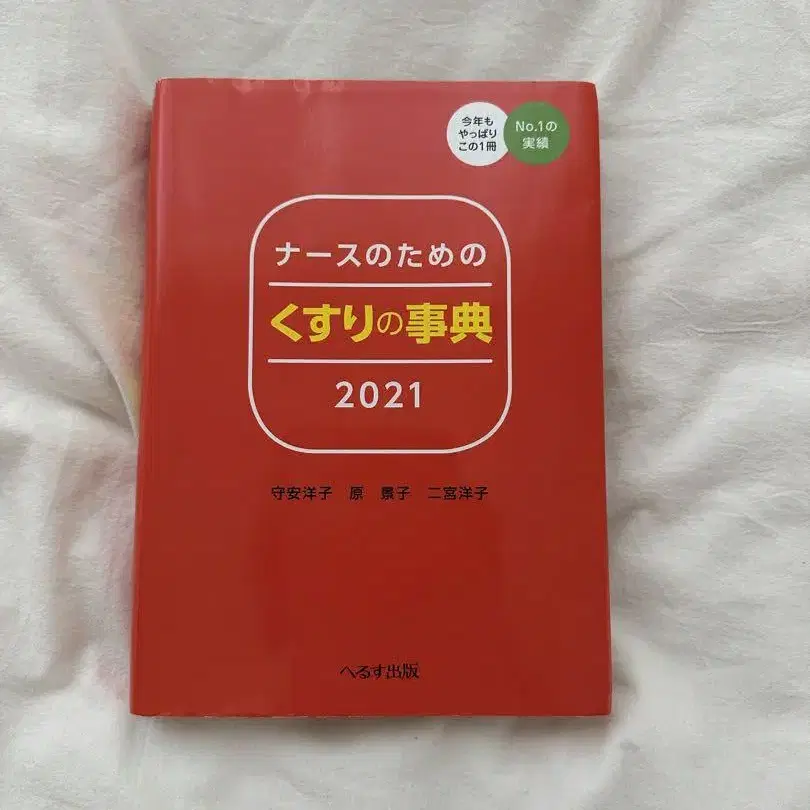 今年も
やっぱり
この1冊
No.1の
実績
ナースのための
くすりの事典
2021
守安洋子 原 景子 二宮洋子
へるす出版